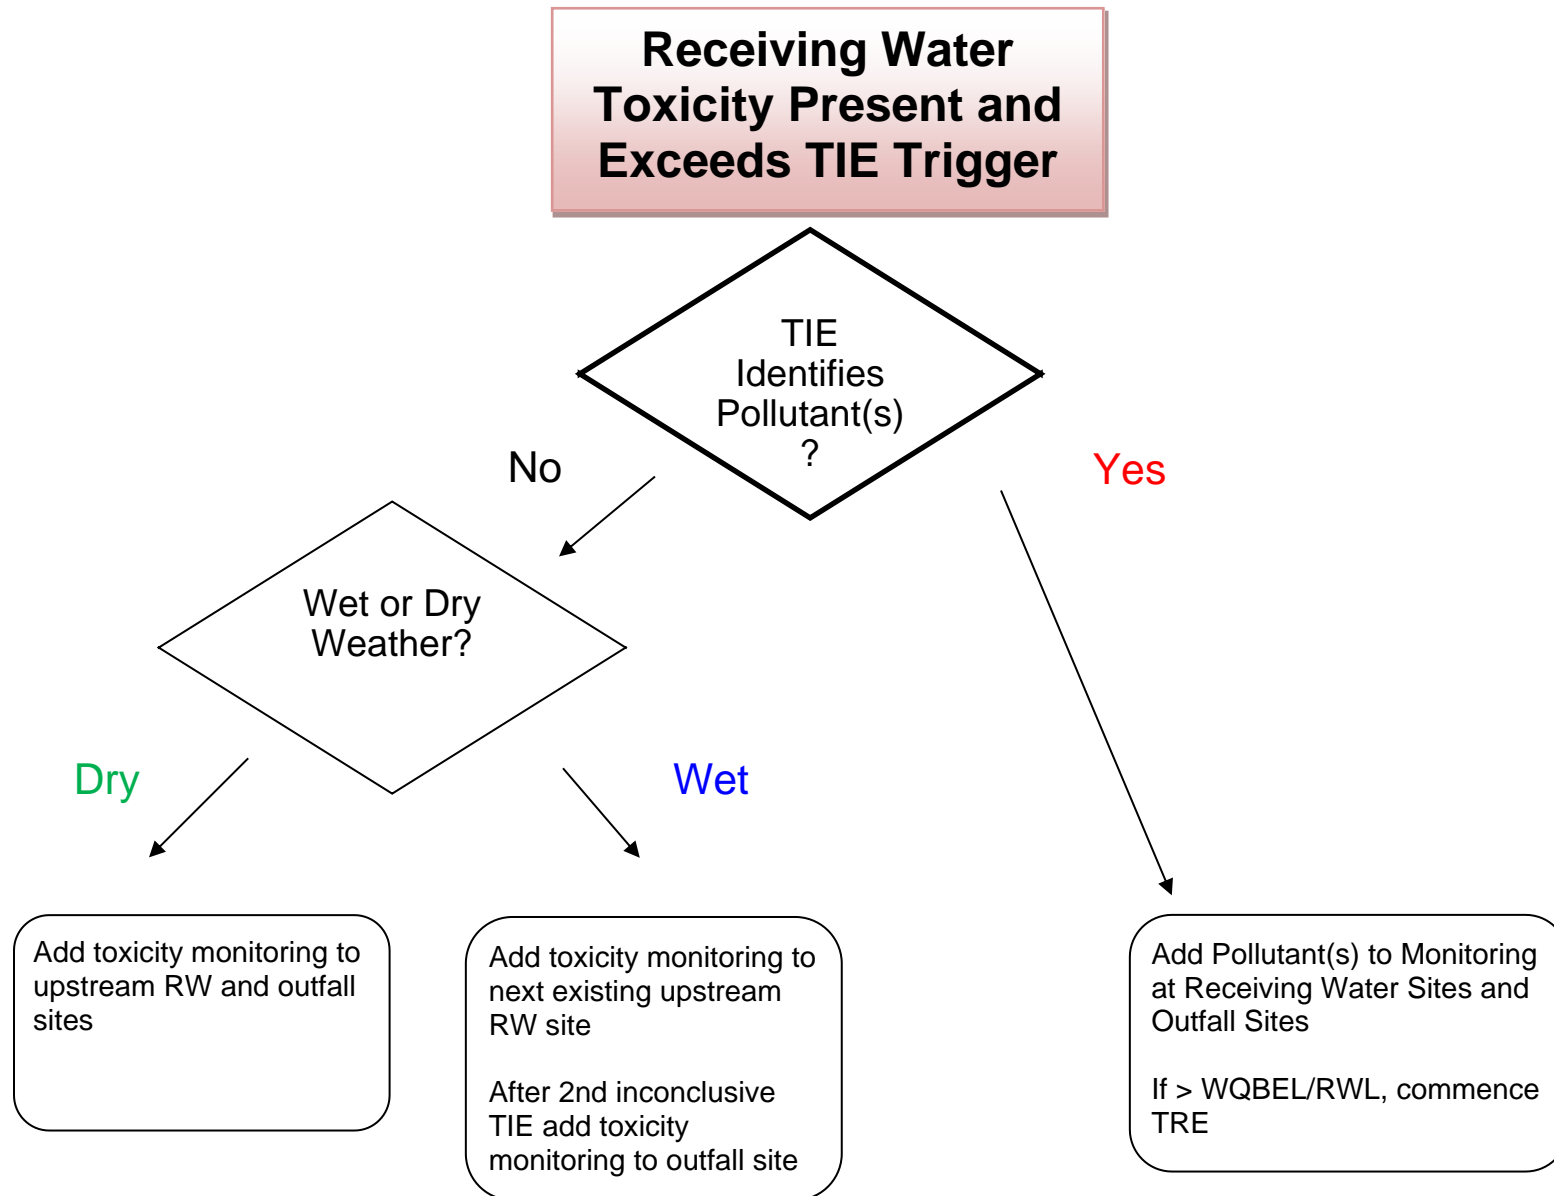 Receiving Water
Toxicity Present and
Exceeds TIE Trigger
TIE
Identifies
Pollutant(s)
?
No
Yes
Wet or Dry
Weather?
Dry
Wet
Add toxicity monitoring to
upstream RW and outfall
sites
Add toxicity monitoring to
next existing upstream
RW site
After 2nd inconclusive
TIE add toxicity
monitoring to outfall site
Add Pollutant(s) to Monitoring
at Receiving Water Sites and
Outfall Sites
If > WQBEL/RWL, commence
TRE